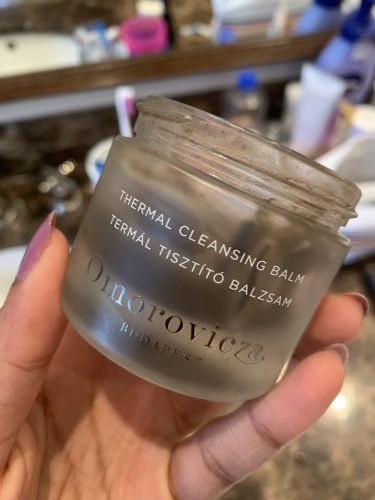 THERMAL CLEANSING BALM
TERMÁL TISZTÍTÓ BALZSAM
Omorovicza
BUDAPEST